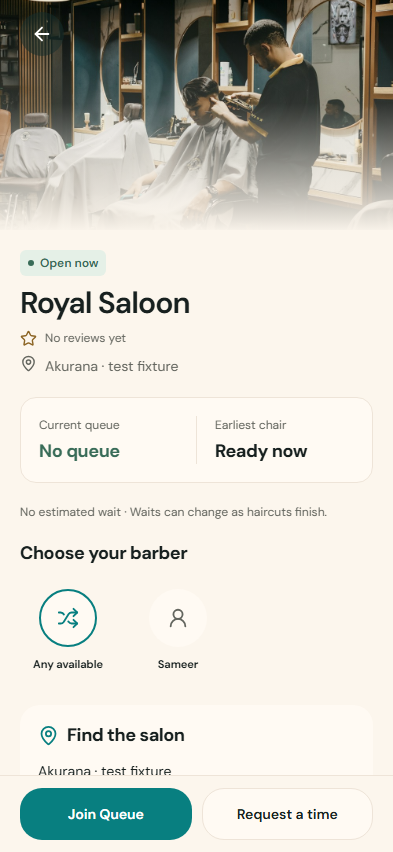 Open now
Royal Saloon
No reviews yet
Akurana · test fixture
Current queue
Earliest chair
No queue
Ready now
No estimated wait · Waits can change as haircuts finish.
Choose your barber
Any available
Sameer
Find the salon
Akurana · test fixture
Join Queue
Request a time